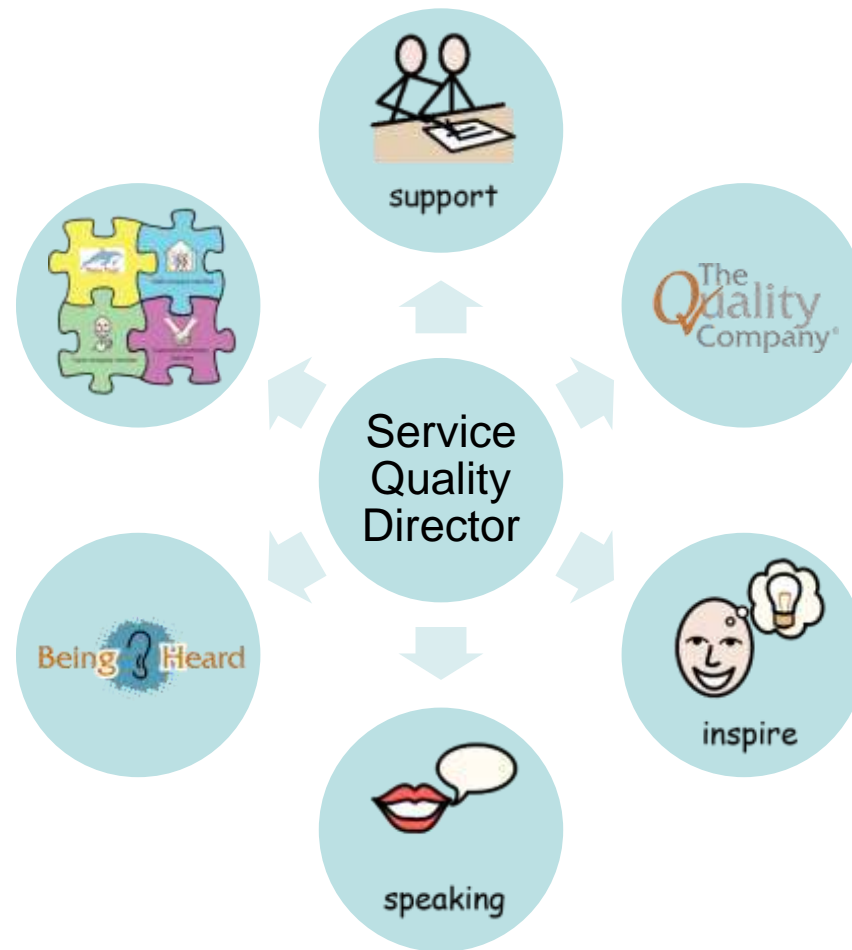 support
The
Quality
Company®
Service
Quality
Director
Being Heard
inspire
speaking